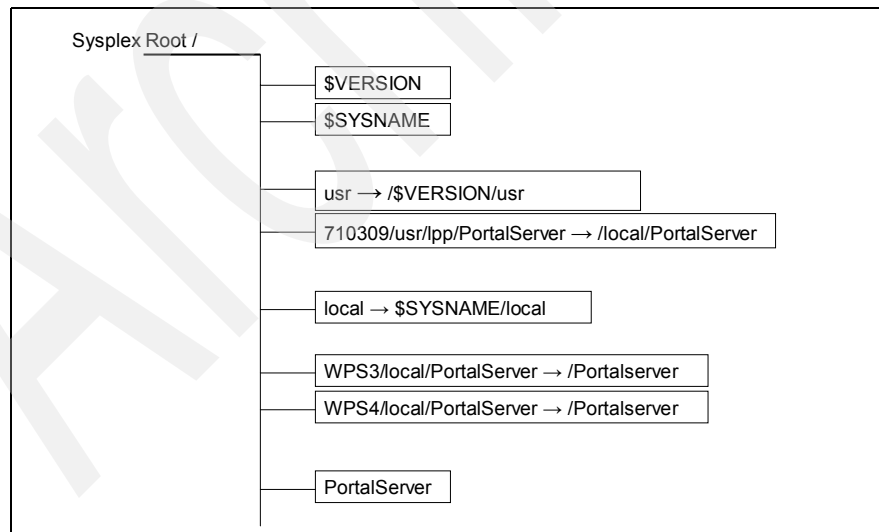 Sysplex Root /
$VERSION
$SYSNAME
usr → /$VERSION/usr
710309/usr/lpp/PortalServer → /local/PortalServer
local → $SYSNAME/local
WPS3/local/PortalServer → /Portalserver
WPS4/local/PortalServer → /Portalserver
PortalServer